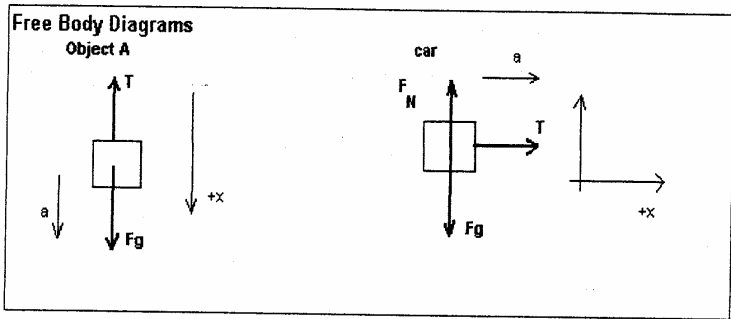 Free Body Diagrams
Object A
T
a
+x
Fg
car
a
F
N
T
+x
Fg